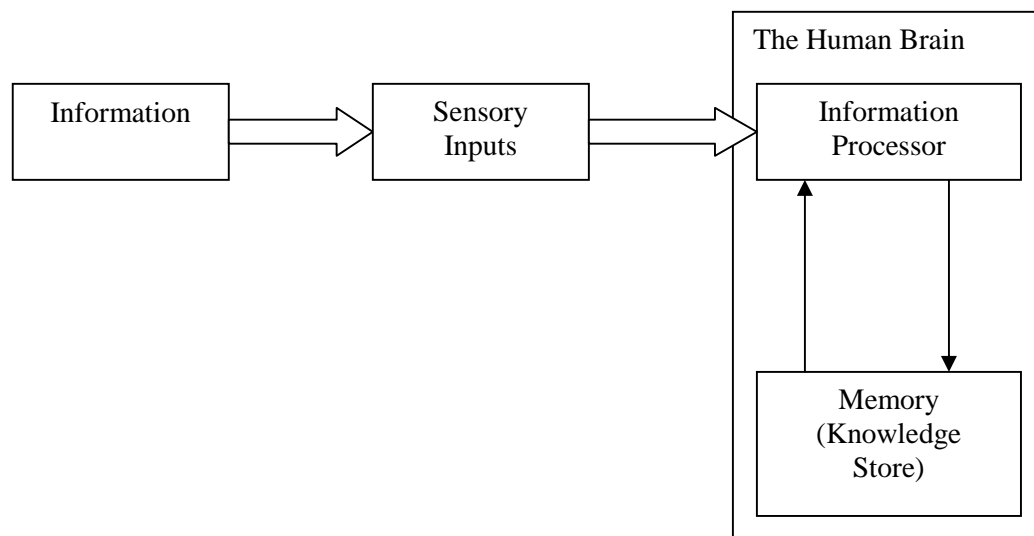 The Human Brain
Information
Sensory
Inputs
Information
Processor
Memory
(Knowledge
Store)